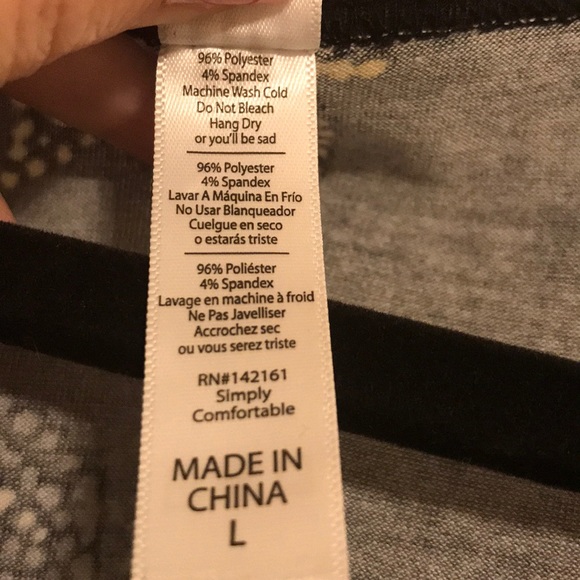 96% Polyester
4% Spandex
Machine Wash Cold
Do Not Bleach
Hang Dry
or you'll be sad
96% Polyester
4% Spandex
Lavar A Máquina En Frío
No Usar Blanqueador
Cuelgue en seco
o estarás triste
96% Poliéster
4% Spandex
Lavage en machine à froid
Ne Pas Javelliser
Accrochez sec
ou vous serez triste
RN#142161
Simply
Comfortable
MADE IN
CHINA
L